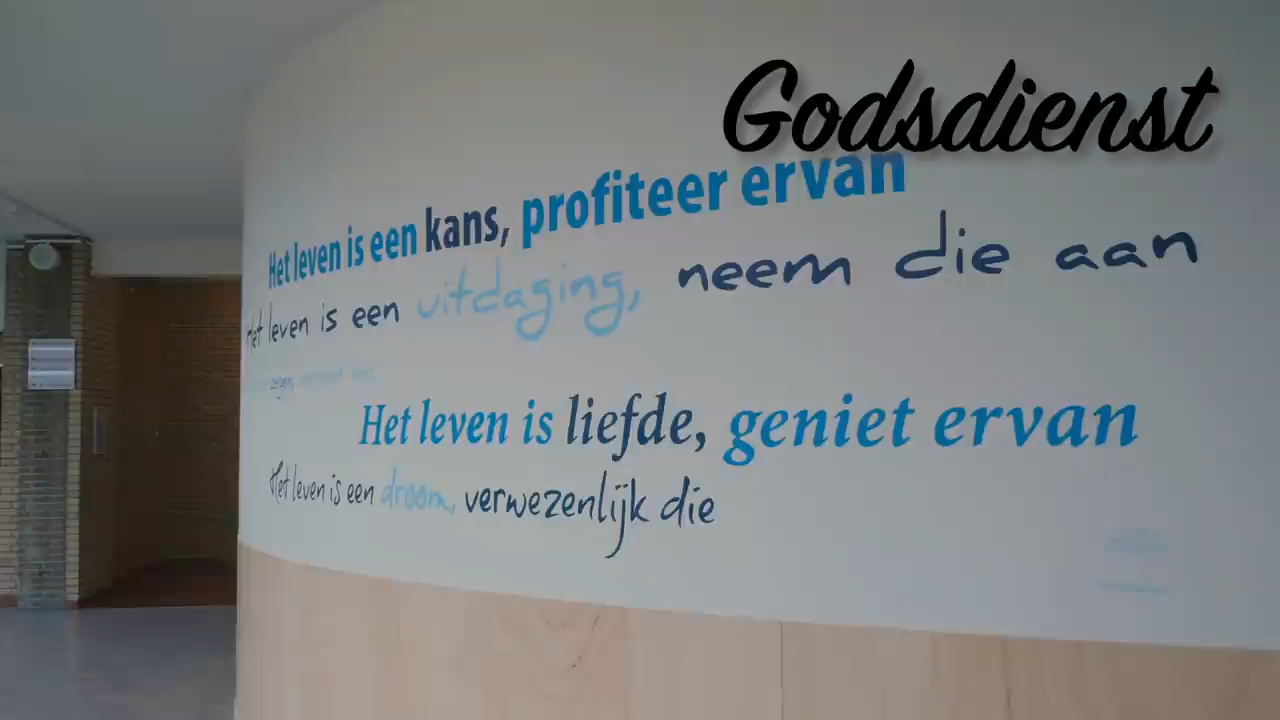 Godsdienst
Het leven is een kans, profiteer ervan
Het leven is een uitdaging, neem die aan
zegen,
Het leven is liefde, geniet ervan
Het leven is een droom, verwezenlijk die